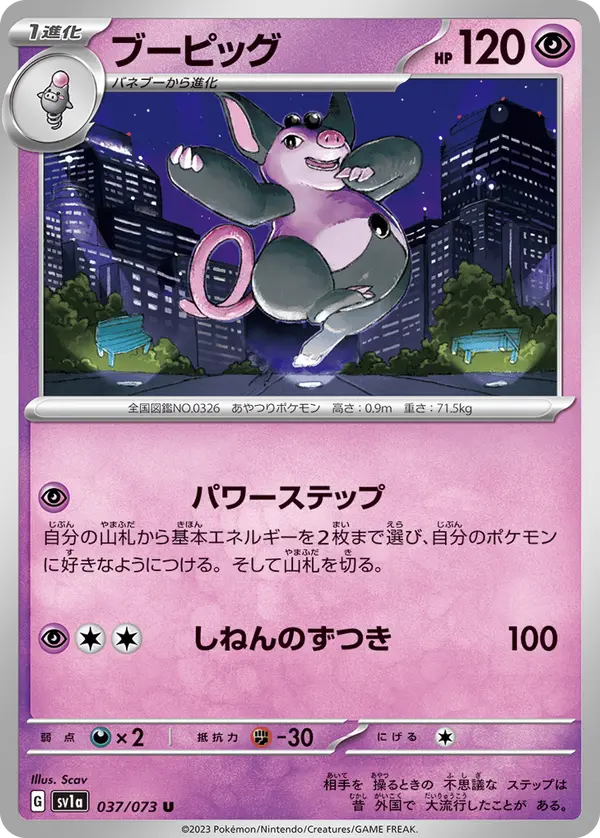 1進化
ブーピッグ
HP 120
バネブーから進化
全国図鑑NO.0326 あやつりポケモン 高さ:0.9m 重さ:71.5kg
パワーステップ
自分の山札から基本エネルギーを2枚まで選び、自分のポケモン
に好きなようにつける。そして山札を切る。
しねんのずつき 100
弱点 ×2 抵抗力 -30 にげる
Illus. Scav
G sv1a 037/073 U
相手を 操るときの 不思議な ステップは
昔 外国で 大流行したことが ある。
©2023 Pokémon/Nintendo/Creatures/GAME FREAK.